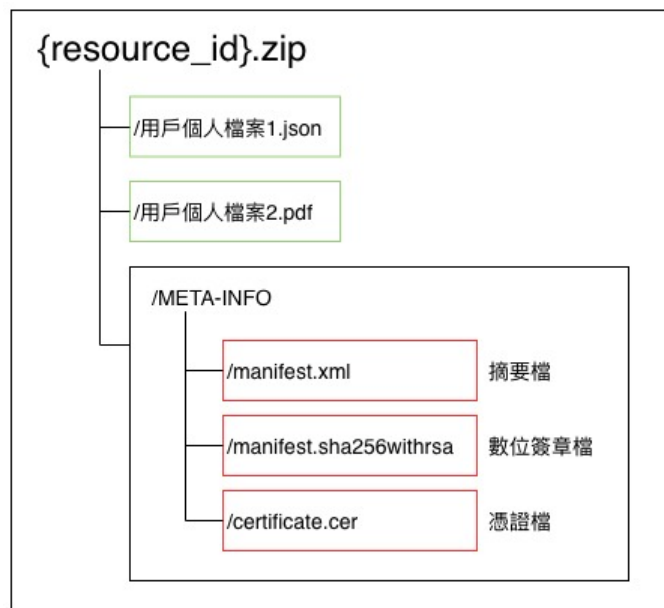 {resource_id}.zip
/用戶個人檔案1.json
/用戶個人檔案2.pdf
/META-INFO
/manifest.xml 摘要檔
/manifest.sha256withrsa 數位簽章檔
/certificate.cer 憑證檔